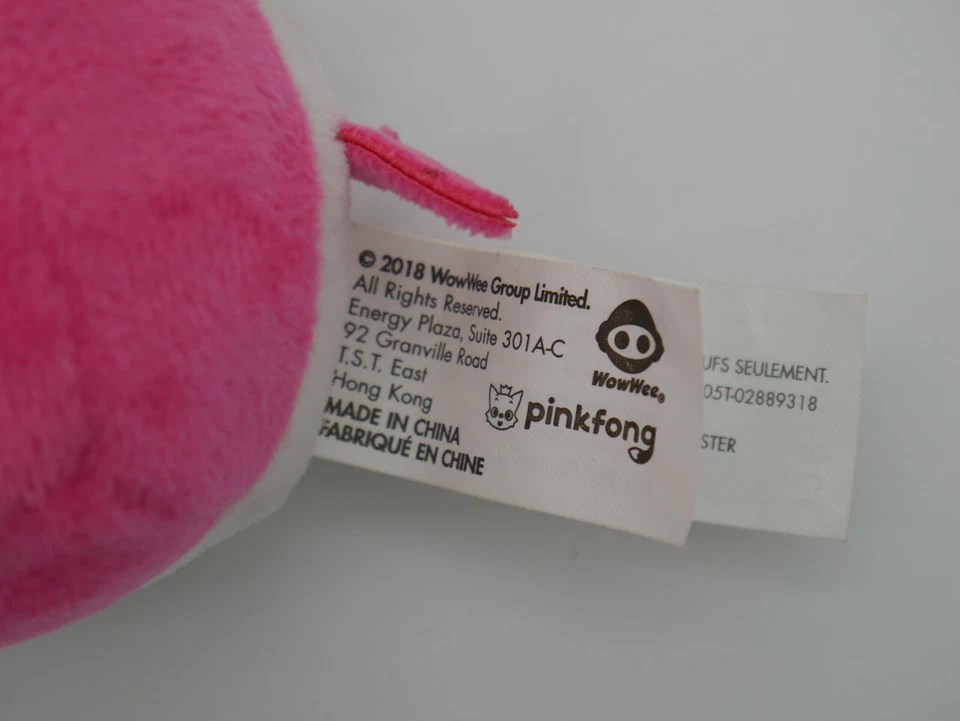 © 2018 WowWee Group Limited.
All Rights Reserved.
Energy Plaza, Suite 301A-C
92 Granville Road
T.S.T. East
Hong Kong
MADE IN CHINA
FABRIQUÉ EN CHINE
WowWee®
pinkfong
UFS SEULEMENT.
05T-02889318
STER